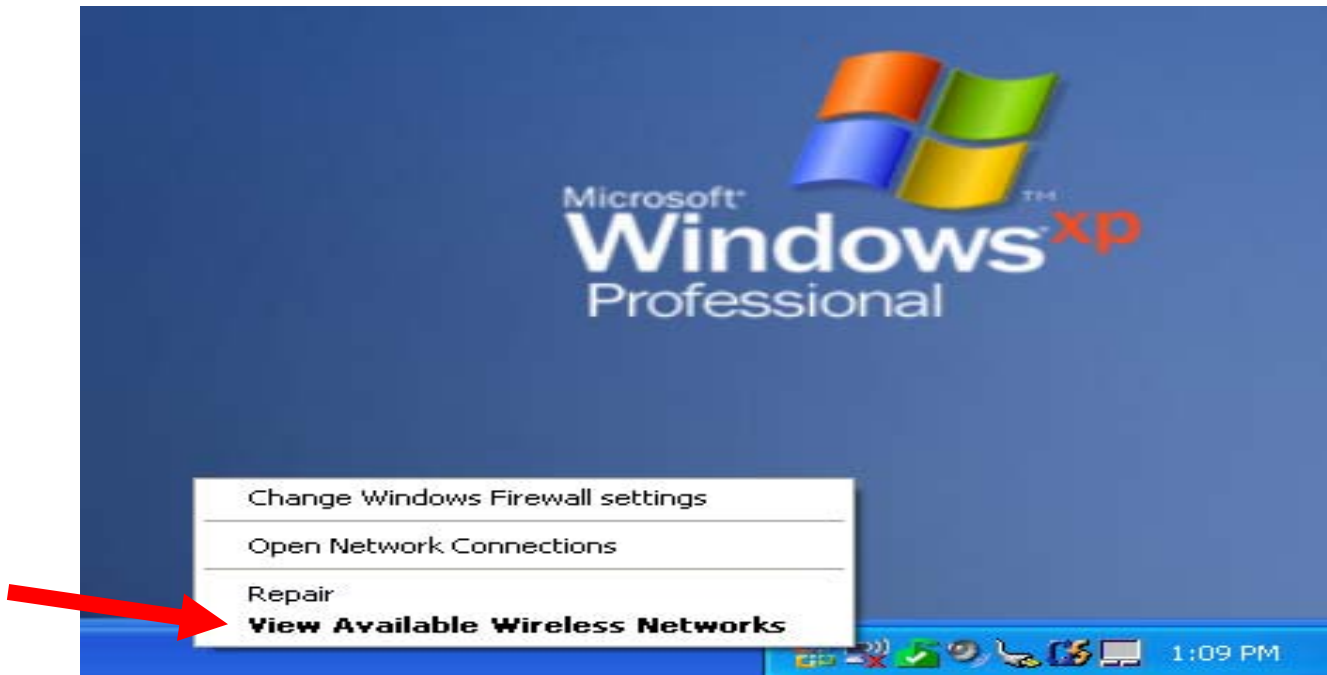 Microsoft®
Windows xp ™
Professional
Change Windows Firewall settings
Open Network Connections
Repair
View Available Wireless Networks
1:09 PM